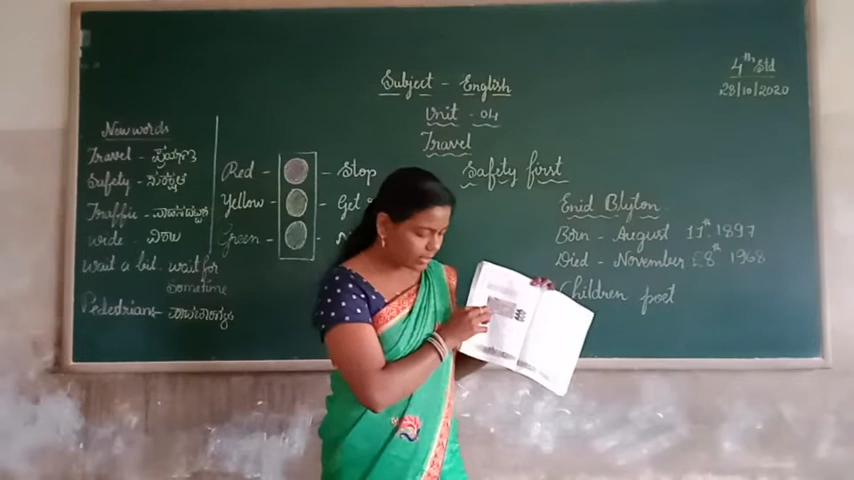 Subject - English
4th Std
28/10/2020
Unit - 04
Travel
Safety First
New words
Travel - ಪ್ರಯಾಣ
Safety - ಸುರಕ್ಷತೆ
Traffic -
wide - ವಿಶಾಲ
Wait a bit - wait for
Sometime
Pedestrians - ಪಾದಚಾರಿಗಳು
Red - Stop
Yellow - Get
Green -
Enid Blyton
Born - August 11th 1897
Died - November 28th 1968
Children poet